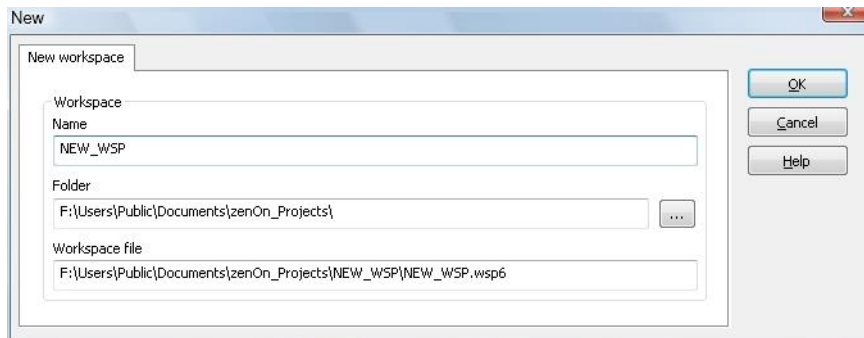 New
New workspace
Workspace
Name
NEW_WSP
Folder
F:\Users\Public\Documents\zenOn_Projects\
...
Workspace file
F:\Users\Public\Documents\zenOn_Projects\NEW_WSP\NEW_WSP.wsp6
OK
Cancel
Help